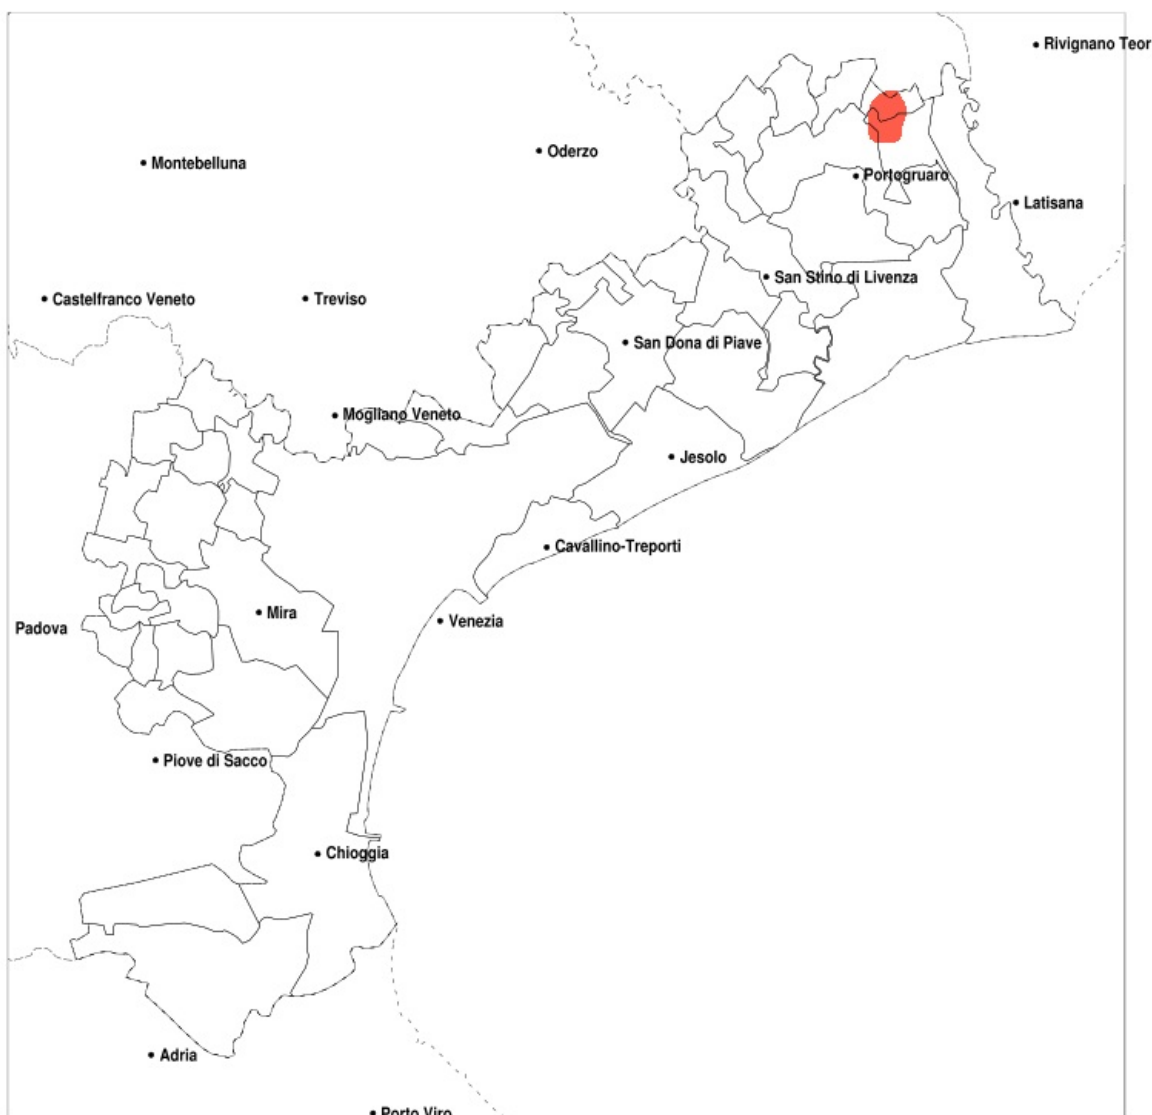 Rivignano Teor
Oderzo
Montebelluna
Portogruaro
Latisana
San Stino di Livenza
Castelfranco Veneto
Treviso
San Dona di Piave
Mogliano Veneto
Jesolo
Cavallino-Treporti
Mira
Venezia
Padova
Piove di Sacco
Chioggia
Adria
Porto Viro